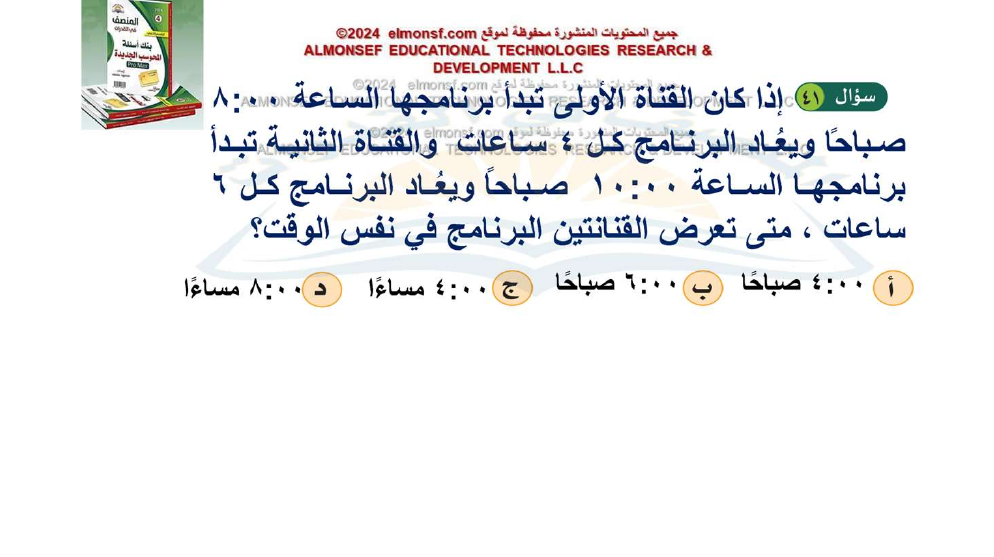 جميع المحتويات المنشورة محفوظة لموقع elmonsf.com ©2024
ALMONSEF EDUCATIONAL TECHNOLOGIES RESEARCH &
DEVELOPMENT L.L.C
سؤال ٤١ إذا كان القناة الأولى تبدأ برنامجها الساعة ٨:٠٠
صباحًا ويعُاد البرنامج كل ٤ ساعات والقناة الثانية تبدأ
برنامجها الساعة ١٠:٠٠ صباحاً ويعُاد البرنامج كل ٦
ساعات ، متى تعرض القنانتين البرنامج في نفس الوقت؟
أ ٤:٠٠ صباحًا ب ٦:٠٠ صباحًا ج ٤:٠٠ مساءًا د ٨:٠٠ مساءًا
المنصف
في القدرات
بنك أسئلة
المحوسب الجديدة